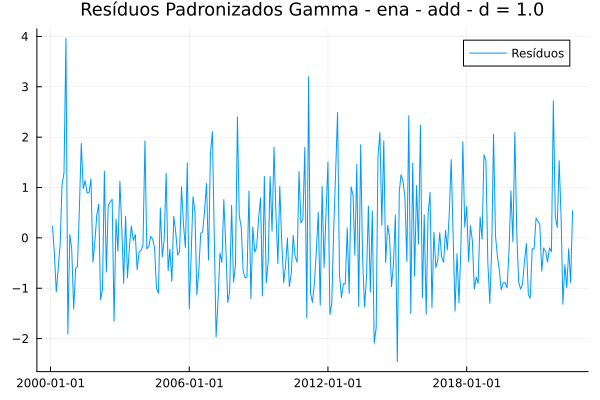 Resíduos Padronizados Gamma - ena - add - d = 1.0
Resíduos
4
3
2
1
0
−1
−2
2000-01-01 2006-01-01 2012-01-01 2018-01-01